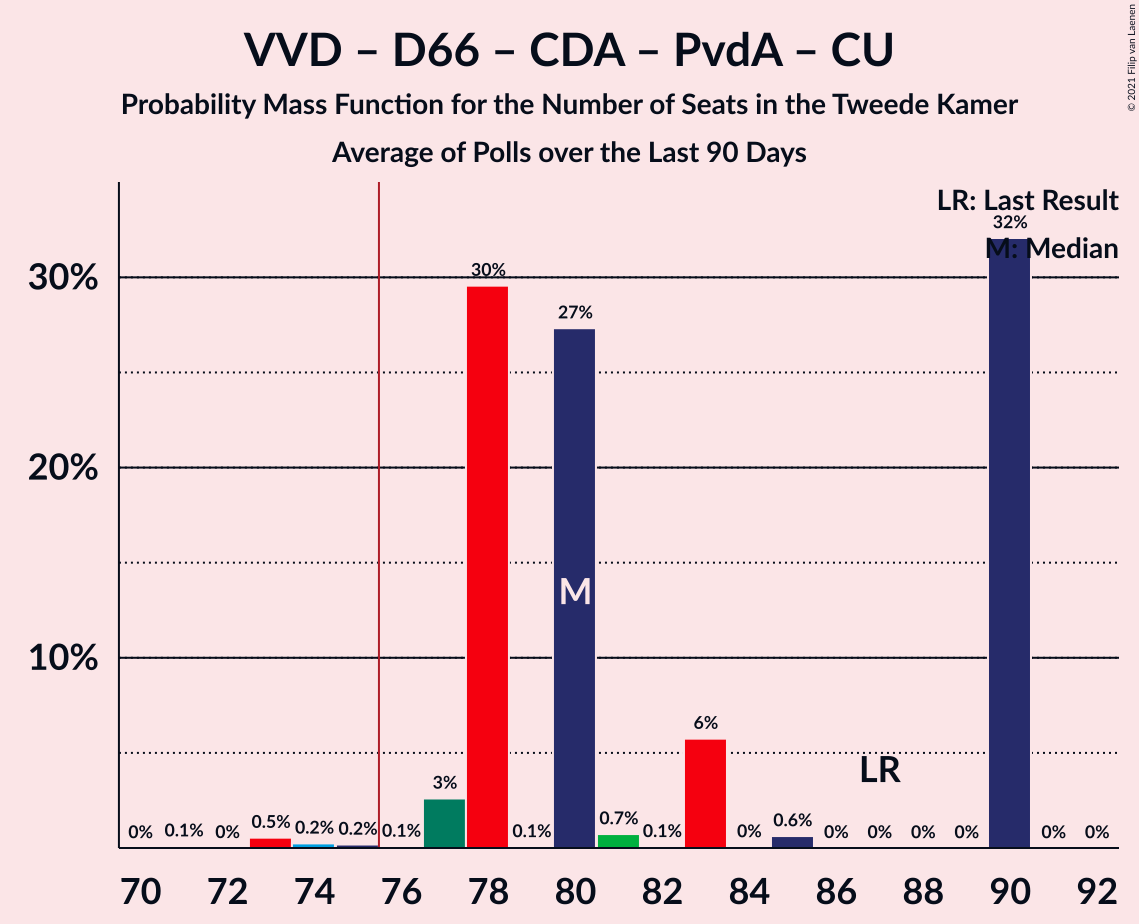 VVD – D66 – CDA – PvdA – CU
Probability Mass Function for the Number of Seats in the Tweede Kamer
Average of Polls over the Last 90 Days
© 2021 Filip van Laenen
LR: Last Result
M: Median
30%
20%
10%
0% 0.1% 0% 0.5% 0.2% 0.2% 0.1% 3% 30% 0.1% 27% 0.7% 0.1% 6% 0% 0.6% 0% 0% 0% 0% 32% 0% 0%
M
LR
70 72 74 76 78 80 82 84 86 88 90 92